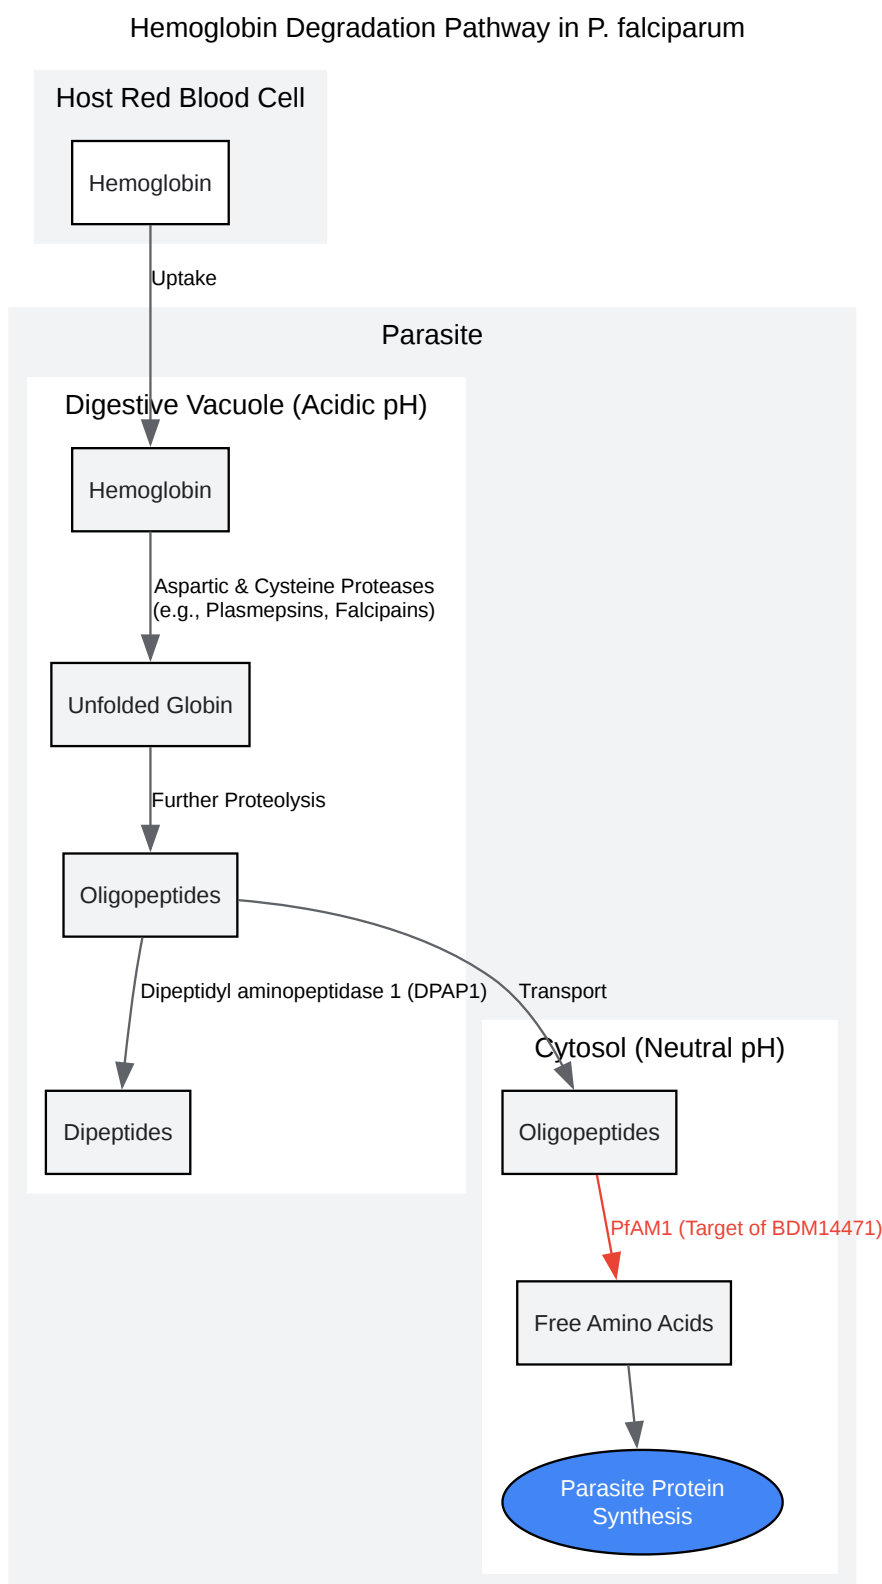 Hemoglobin Degradation Pathway in P. falciparum
Host Red Blood Cell
Hemoglobin
Uptake
Parasite
Digestive Vacuole (Acidic pH)
Hemoglobin
Aspartic & Cysteine Proteases
(e.g., Plasmepsins, Falcipains)
Unfolded Globin
Further Proteolysis
Oligopeptides
Dipeptidyl aminopeptidase 1 (DPAP1)
Transport
Cytosol (Neutral pH)
Dipeptides
Oligopeptides
PfAM1 (Target of BDM14471)
Free Amino Acids
Parasite Protein
Synthesis